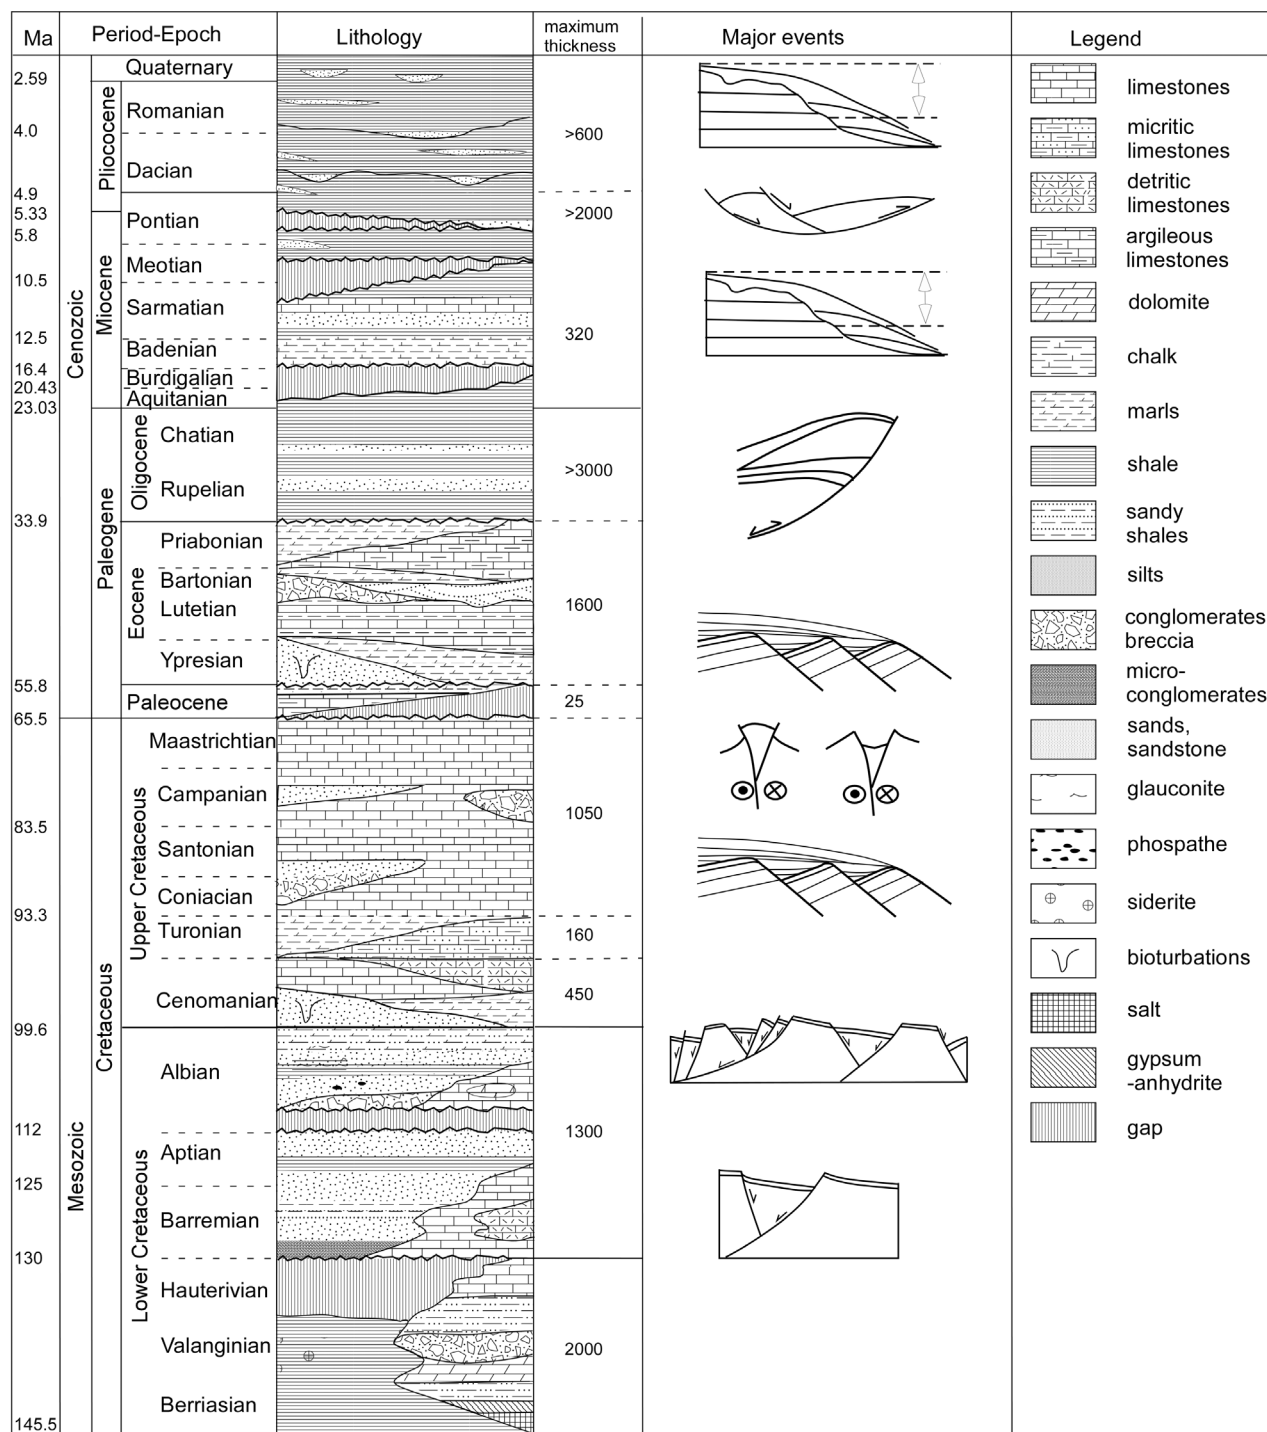 Ma
Period-Epoch
Lithology
maximum
thickness
Major events
Legend
Quaternary
2.59
Romanian
4.0
>600
Dacian
Pliococene
4.9
5.33
Pontian
>2000
5.8
Meotian
10.5
Miocene
Sarmatian
Cenozoic
12.5
320
Badenian
16.4
Burdigalian
20.43
Aquitanian
23.03
Chatian
Oligocene
>3000
Rupelian
33.9
Paleogene
Priabonian
Bartonian
Eocene
Lutetian
1600
Ypresian
55.8
Paleocene
25
65.5
Maastrichtian
Campanian
1050
83.5
Upper Cretaceous
Santonian
Coniacian
93.3
Turonian
160
Cenomanian
450
99.6
Cretaceous
Albian
112
1300
Aptian
Mesozoic
125
Barremian
Lower Cretaceous
130
Hauterivian
Valanginian
2000
Berriasian
145.5
limestones
micritic
limestones
detritic
limestones
argileous
limestones
dolomite
chalk
marls
shale
sandy
shales
silts
conglomerates
breccia
micro-
conglomerates
sands,
sandstone
glauconite
phospathe
siderite
bioturbations
salt
gypsum
-anhydrite
gap